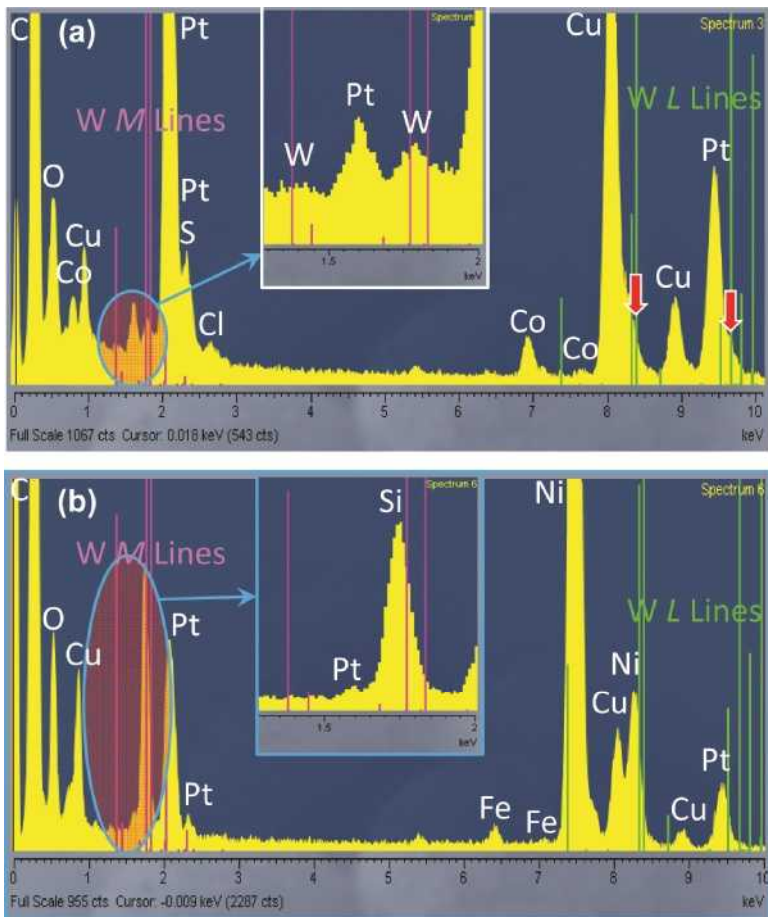 (a)
C
Pt
Spectrum 3
Cu
W M Lines
W L Lines
O
Cu
Co
Pt
S
Cl
Co
Co
Cu
Pt
Spectrum
W
Pt
W
1.5
2
keV
0 1 2 3 4 5 6 7 8 9 10
Full Scale 1067 cts Cursor: 0.018 keV (543 cts)
keV
(b)
C
Ni
Spectrum 6
W M Lines
W L Lines
O
Cu
Pt
Pt
Fe
Fe
Cu
Ni
Cu
Pt
Spectrum 6
Si
Pt
1.5
2
keV
0 1 2 3 4 5 6 7 8 9 10
Full Scale 955 cts Cursor: -0.009 keV (2287 cts)
keV